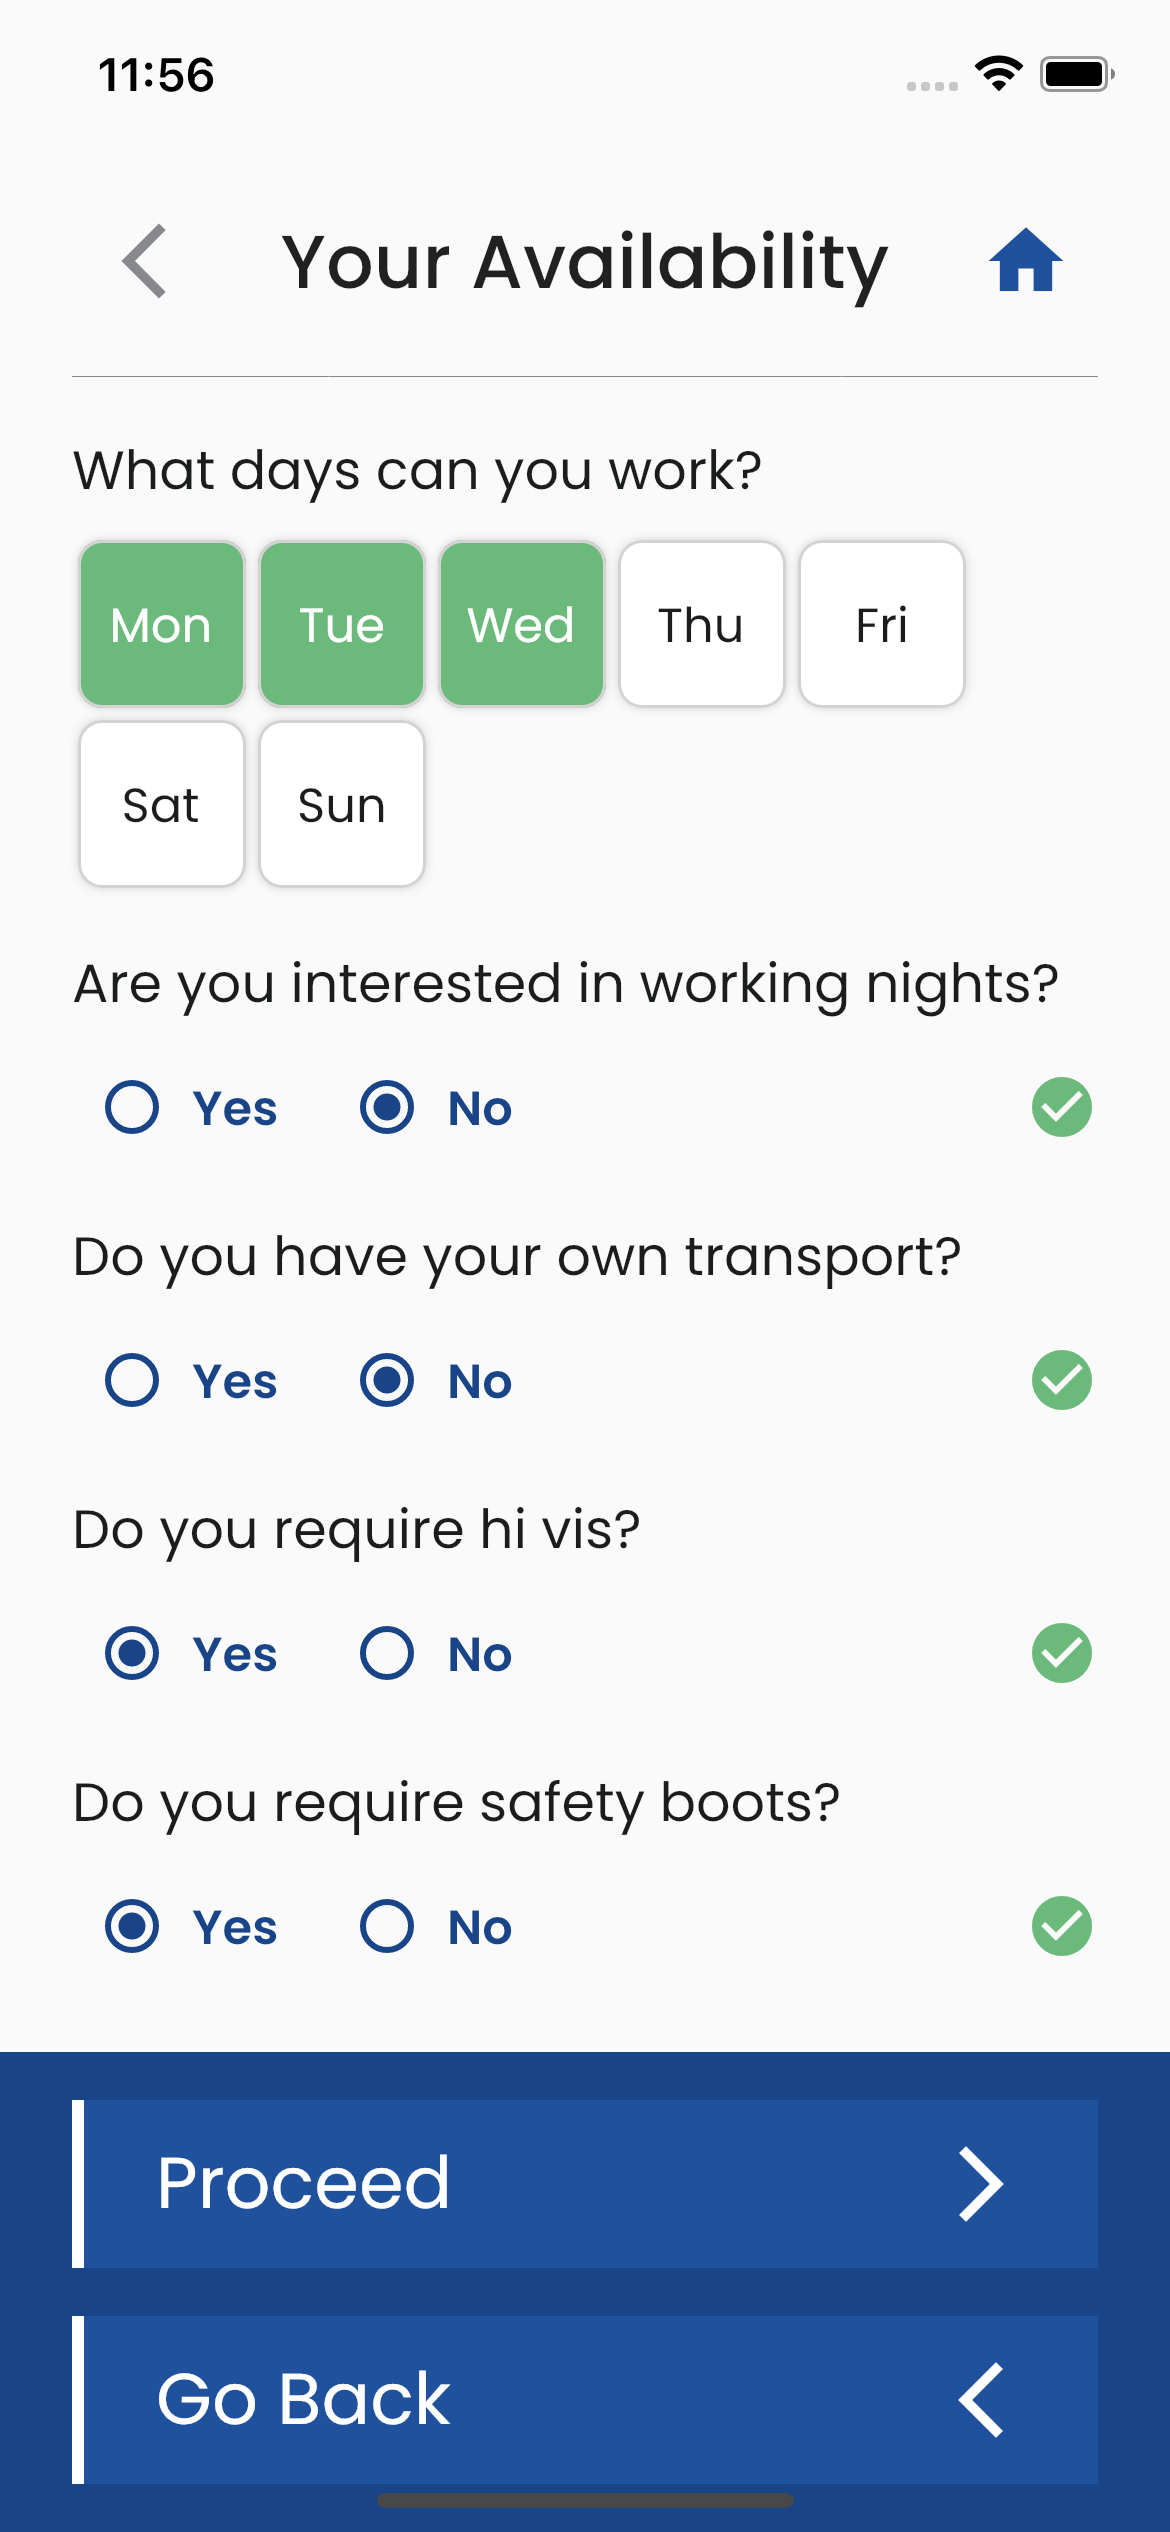 11:56
Your Availability
What days can you work?
Mon Tue Wed Thu Fri
Sat Sun
Are you interested in working nights?
Yes No
Do you have your own transport?
Yes No
Do you require hi vis?
Yes No
Do you require safety boots?
Yes No
Proceed
Go Back